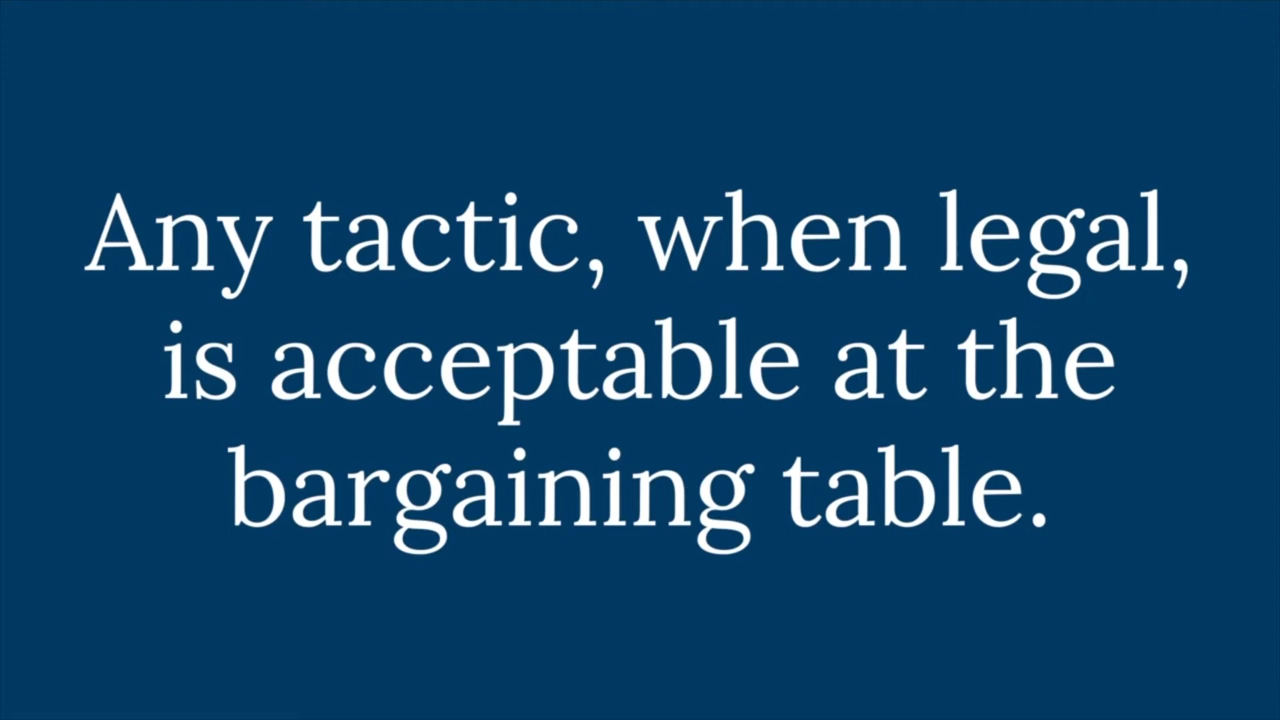 Any tactic, when legal,
is acceptable at the
bargaining table.